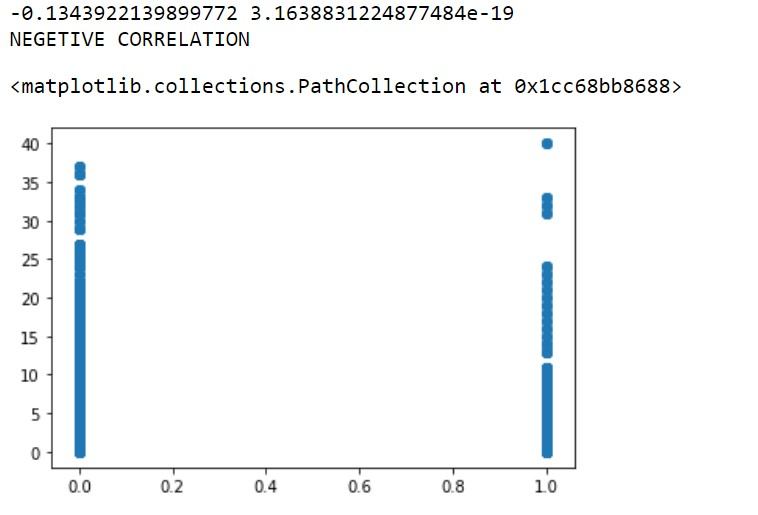 -0.1343922139899772 3.1638831224877484e-19
NEGETIVE CORRELATION
<matplotlib.collections.PathCollection at 0x1cc68bb8688>
40
35
30
25
20
15
10
5
0
0.0 0.2 0.4 0.6 0.8 1.0